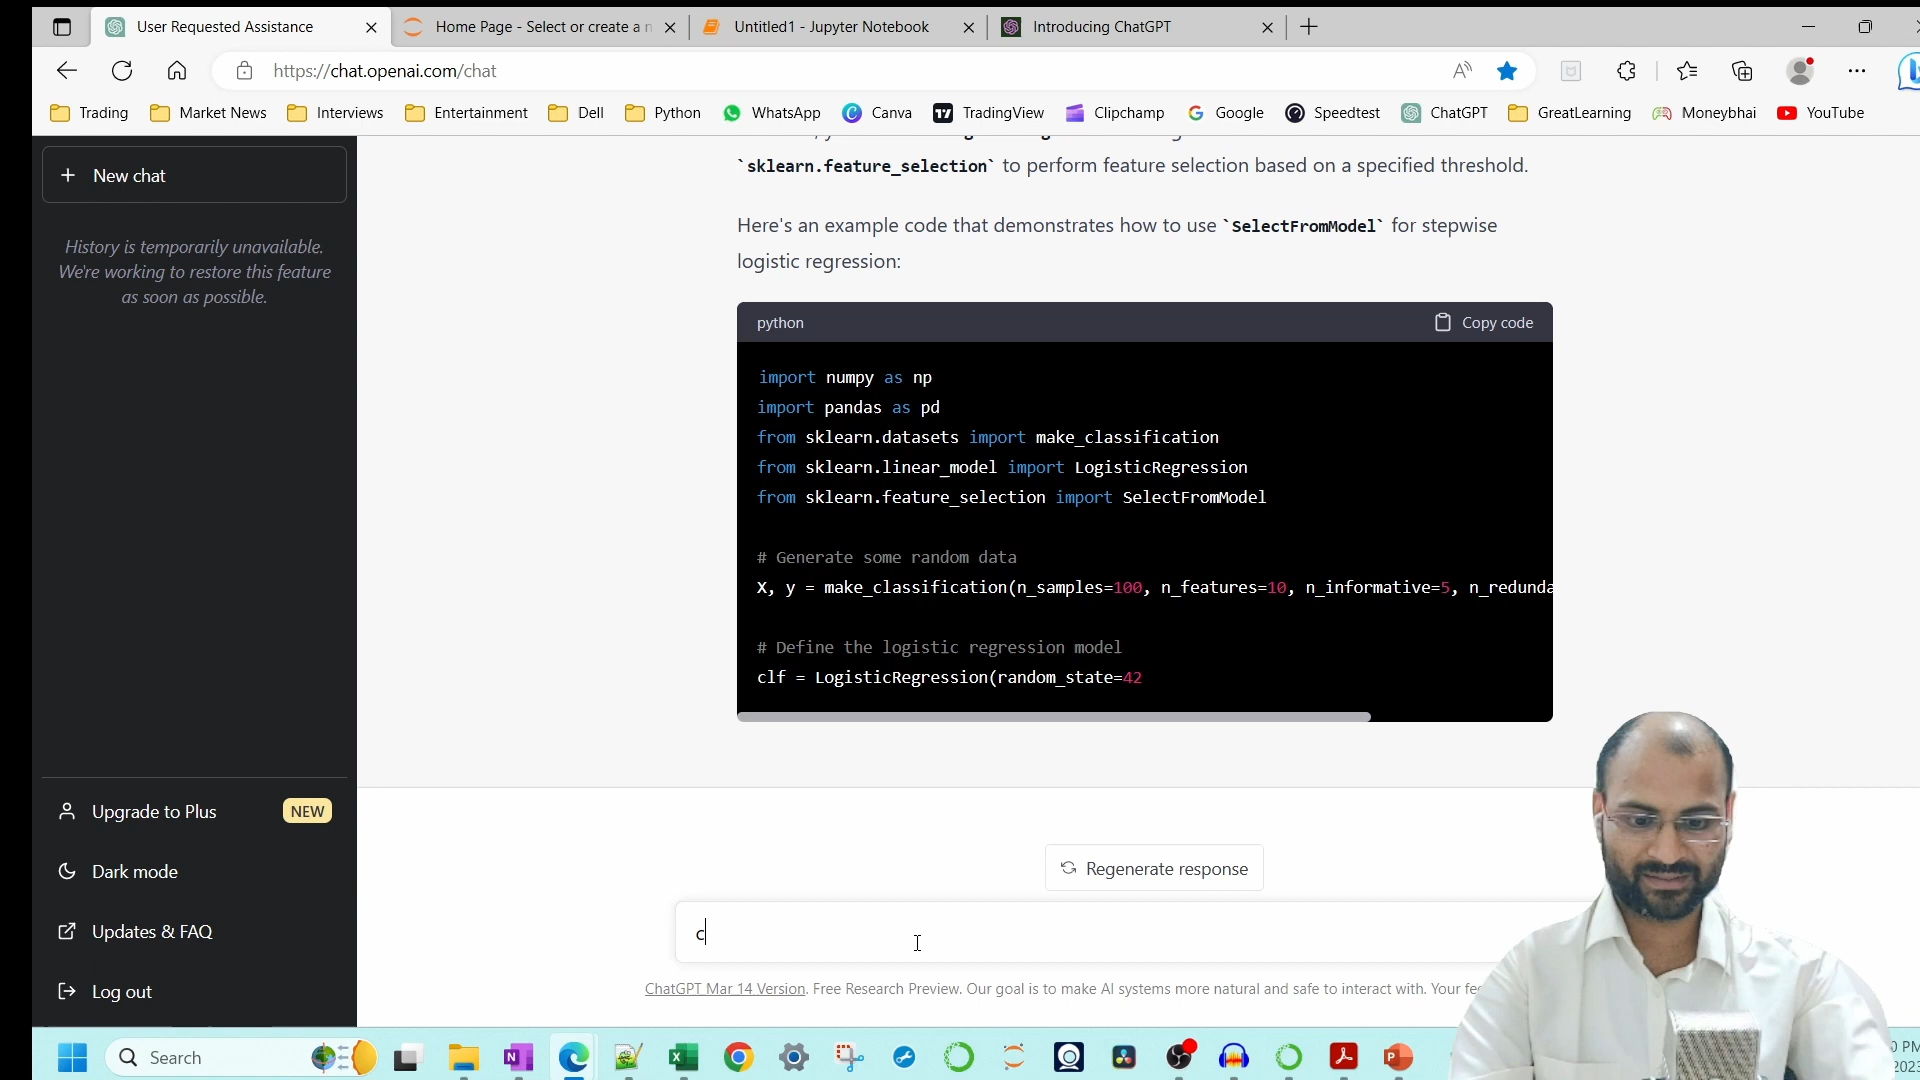 User Requested Assistance
Home Page - Select or create a n
Untitled1 - Jupyter Notebook
Introducing ChatGPT
https://chat.openai.com/chat
Trading
Market News
Interviews
Entertainment
Dell
Python
WhatsApp
Canva
TradingView
Clipchamp
Google
Speedtest
ChatGPT
GreatLearning
Moneybhai
YouTube
+ New chat
History is temporarily unavailable.
We're working to restore this feature
as soon as possible.
`sklearn.feature_selection` to perform feature selection based on a specified threshold.
Here's an example code that demonstrates how to use `SelectFromModel` for stepwise
logistic regression:
python
Copy code
import numpy as np
import pandas as pd
from sklearn.datasets import make_classification
from sklearn.linear_model import LogisticRegression
from sklearn.feature_selection import SelectFromModel
# Generate some random data
X, y = make_classification(n_samples=100, n_features=10, n_informative=5, n_redunda
# Define the logistic regression model
clf = LogisticRegression(random_state=42
Upgrade to Plus
NEW
Dark mode
Updates & FAQ
Log out
Regenerate response
c
ChatGPT Mar 14 Version. Free Research Preview. Our goal is to make AI systems more natural and safe to interact with. Your fee
Search
0 PM
2023